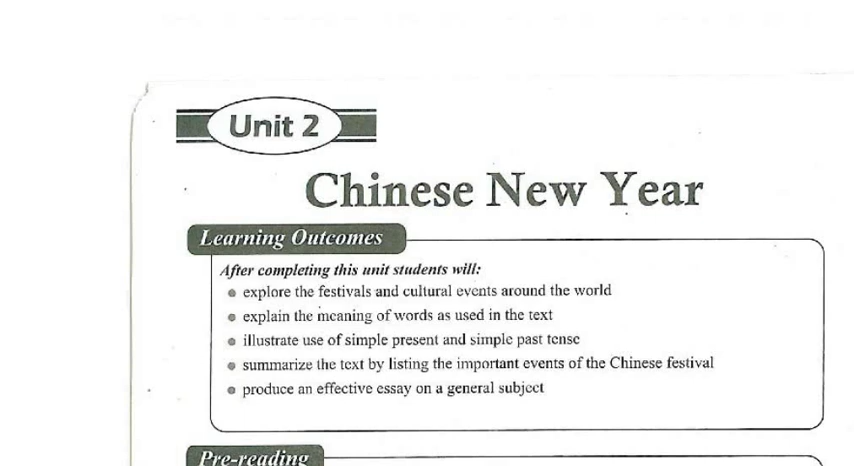 Unit 2
Chinese New Year
Learning Outcomes
After completing this unit students will:
explore the festivals and cultural events around the world
explain the meaning of words as used in the text
illustrate use of simple present and simple past tense
summarize the text by listing the important events of the Chinese festival
produce an effective essay on a general subject
Pre-reading